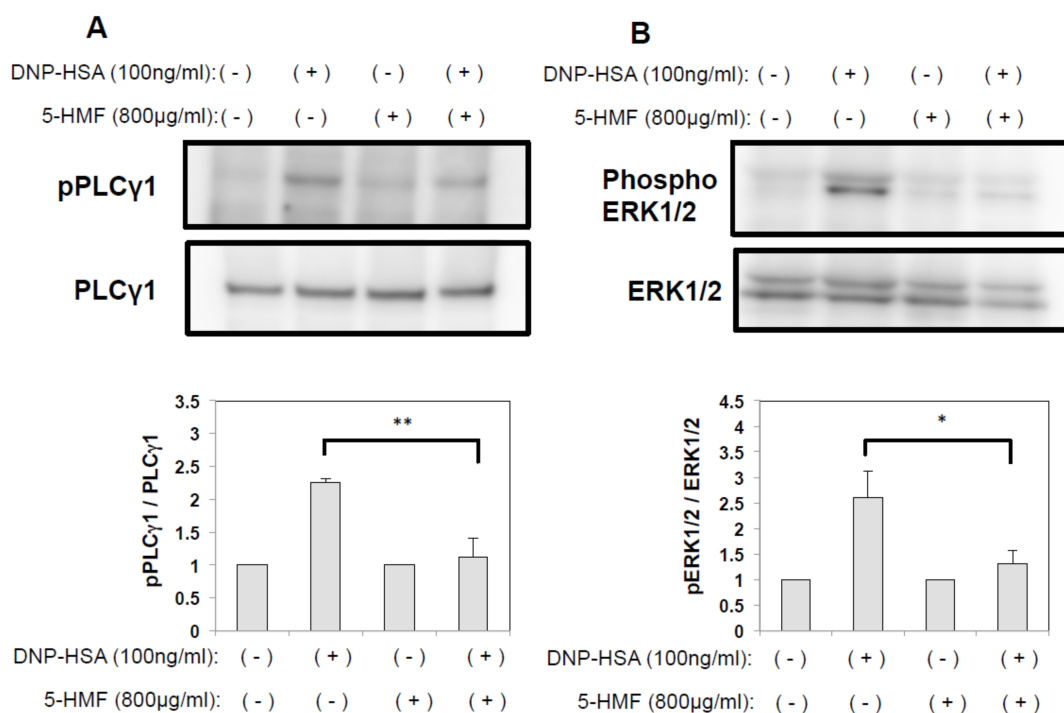 A
DNP-HSA (100ng/ml): ( - ) ( + ) ( - ) ( + )
5-HMF (800µg/ml): ( - ) ( - ) ( + ) ( + )
pPLCγ1
PLCγ1
3.5
3
2.5
2
1.5
1
0.5
0
pPLCγ1 / PLCγ1
**
DNP-HSA (100ng/ml): ( - ) ( + ) ( - ) ( + )
5-HMF (800µg/ml): ( - ) ( - ) ( + ) ( + )
B
DNP-HSA (100ng/ml): ( - ) ( + ) ( - ) ( + )
5-HMF (800µg/ml): ( - ) ( - ) ( + ) ( + )
Phospho
ERK1/2
ERK1/2
4.5
4
3.5
3
2.5
2
1.5
1
0.5
0
pERK1/2 / ERK1/2
*
DNP-HSA (100ng/ml): ( - ) ( + ) ( - ) ( + )
5-HMF (800µg/ml): ( - ) ( - ) ( + ) ( + )